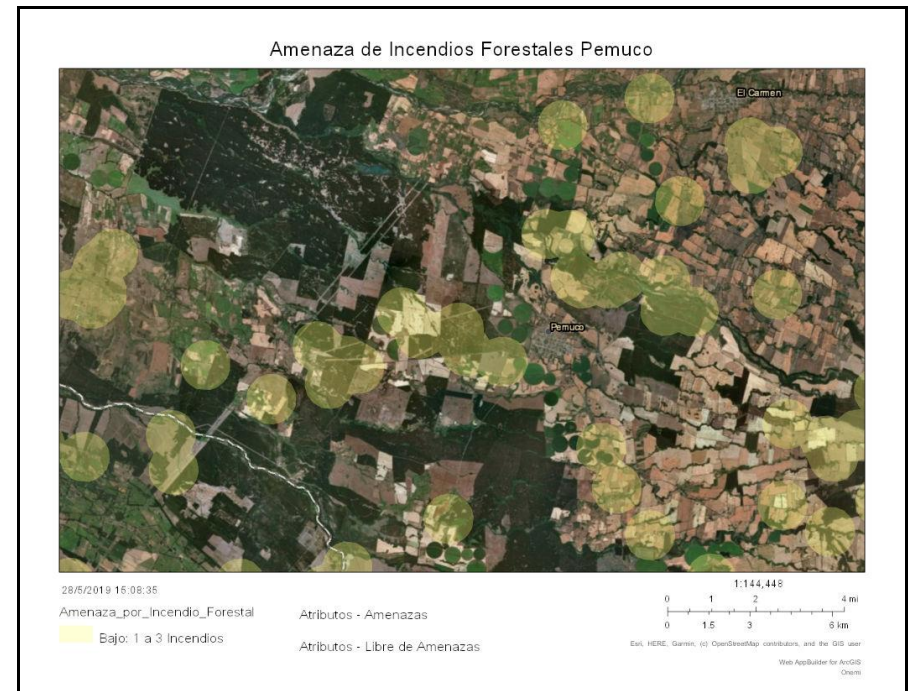 Amenaza de Incendios Forestales Pemuco
El Carmen
Pemuco
28/5/2019 15:08:35
Amenaza_por_Incendio_Forestal
Bajo: 1 a 3 Incendios
Atributos - Amenazas
Atributos - Libre de Amenazas
1:144,448
0 1 2 4 mi
0 1.5 3 6 km
Esri, HERE, Garmin, (c) OpenStreetMap contributors, and the GIS user
Web AppBuilder for ArcGIS
Onemi